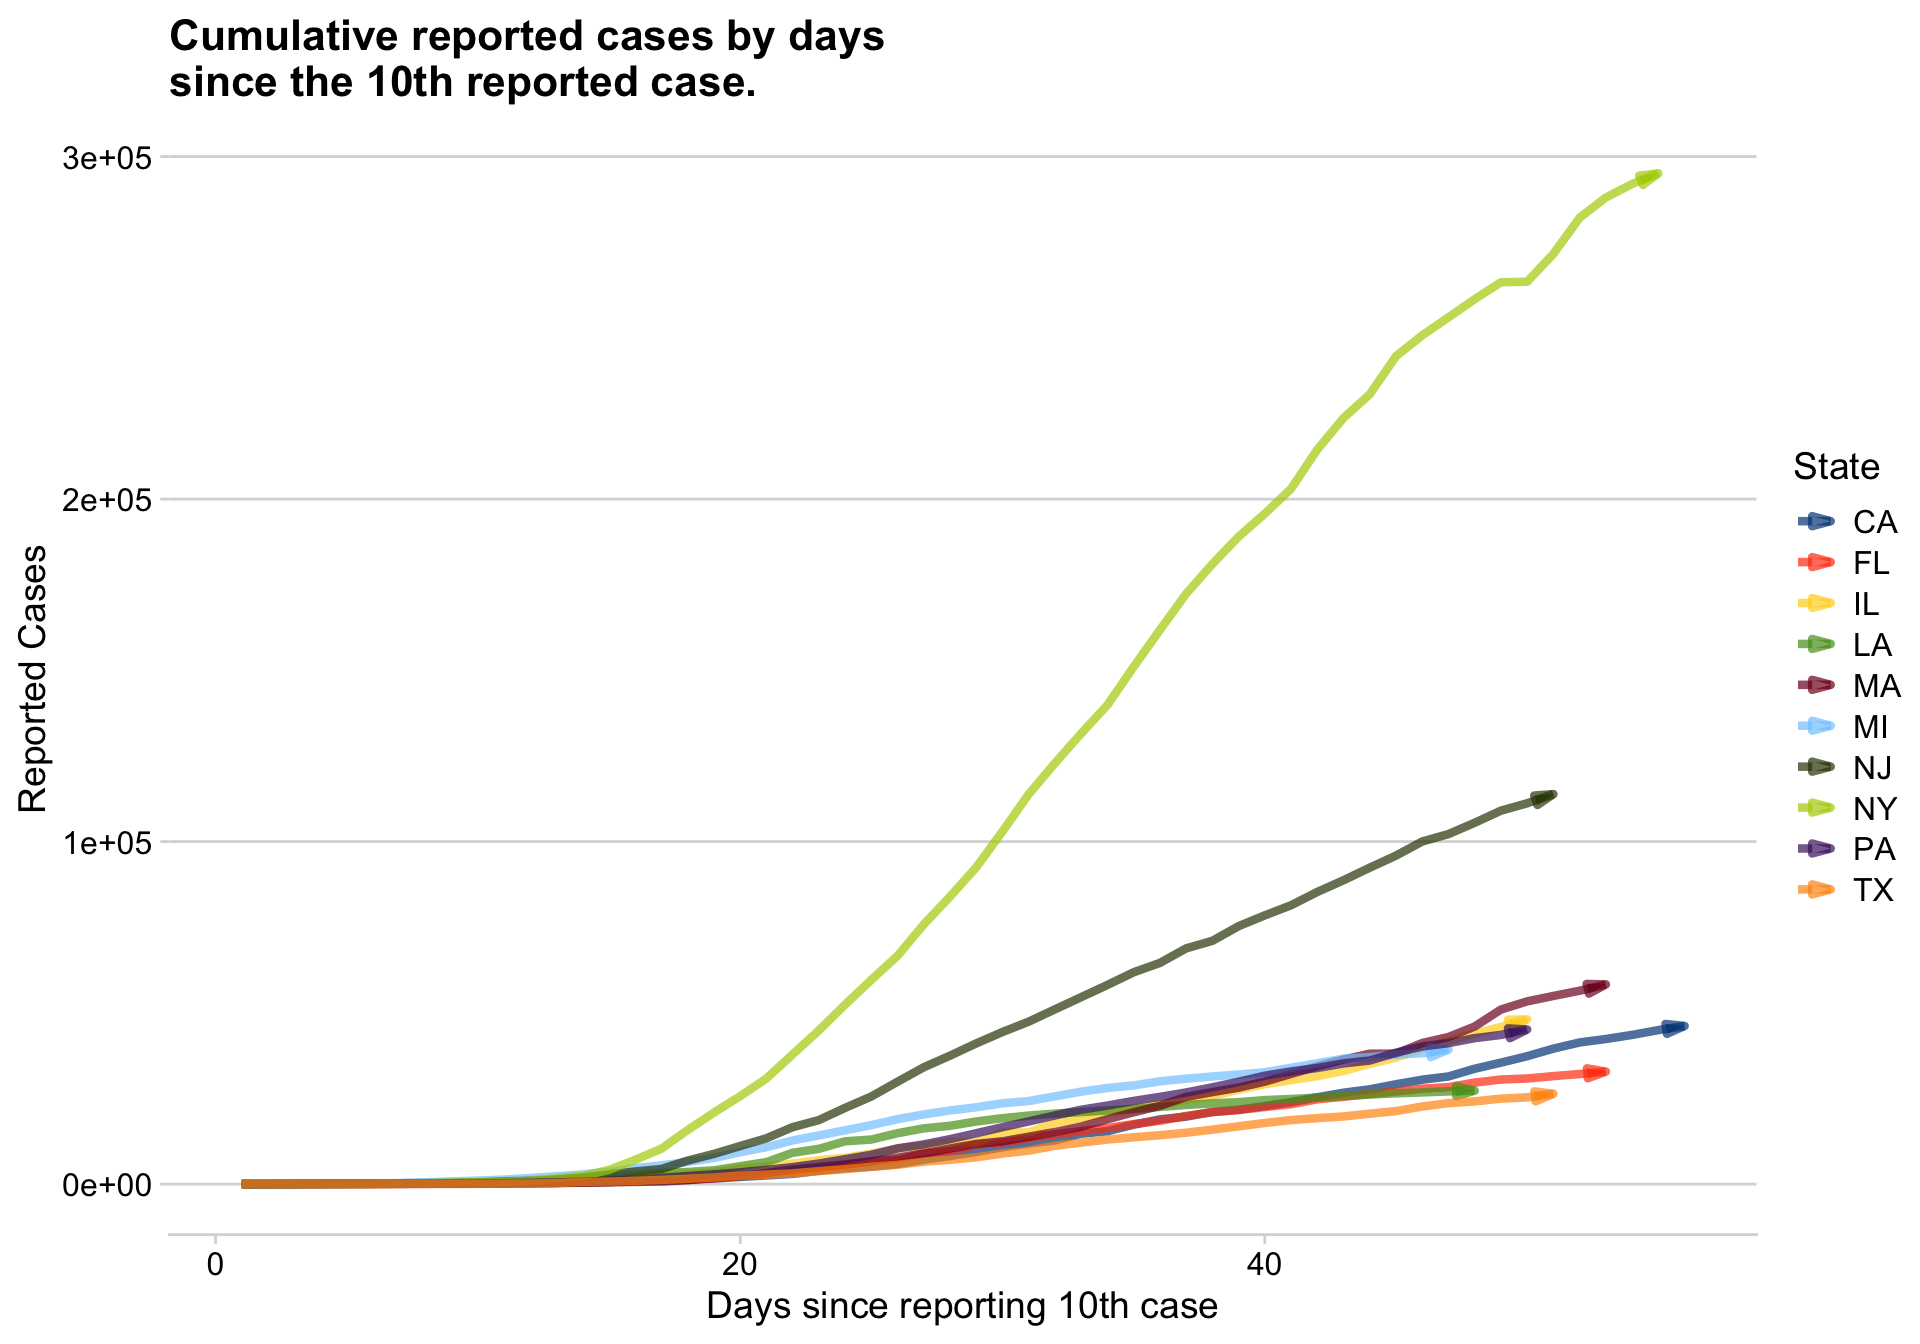 Cumulative reported cases by days
since the 10th reported case.
3e+05
2e+05
1e+05
0e+00
Reported Cases
0
20
40
Days since reporting 10th case
State
CA
FL
IL
LA
MA
MI
NJ
NY
PA
TX